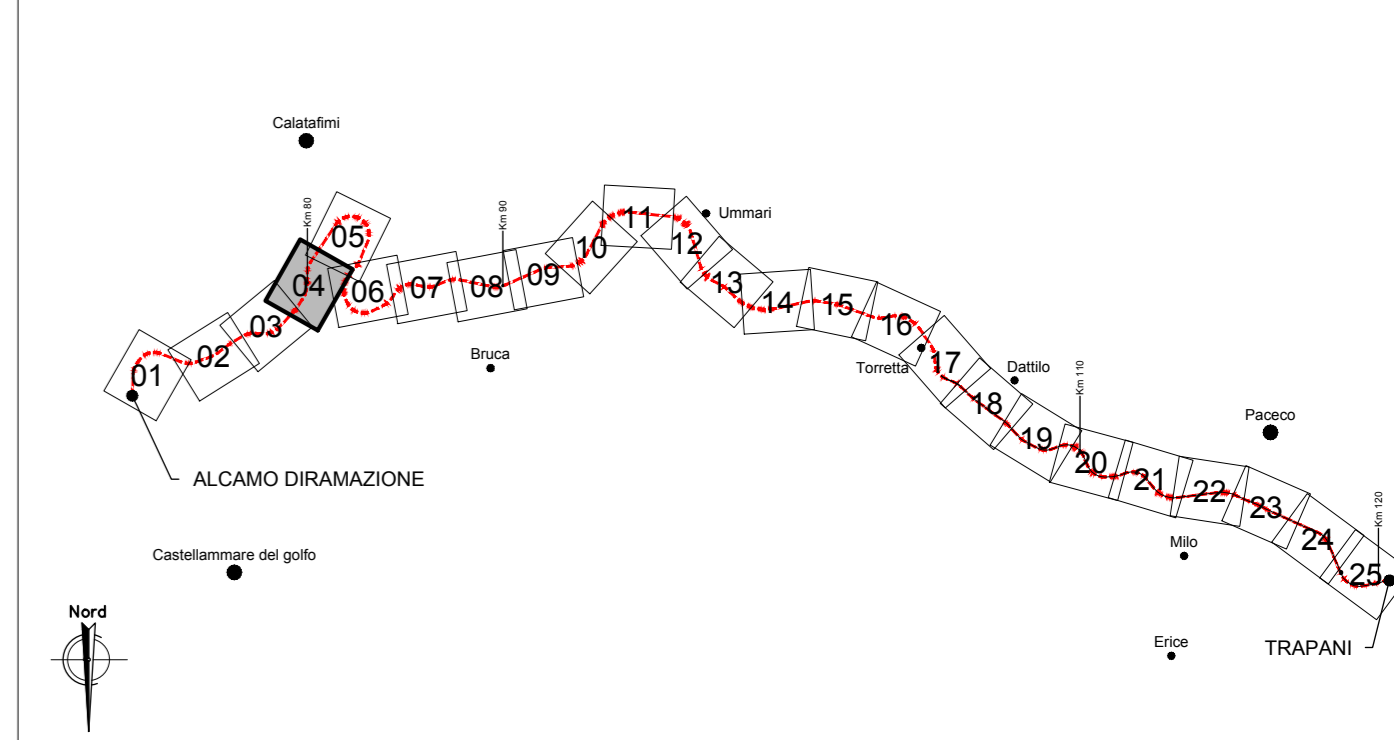 Calatafimi
Km 80
Km 90
Ummari
05
04
03
02
01
06
07
08
09
10
11
12
13
14
15
16
17
18
19
20
21
22
23
24
25
Bruca
Torretta
Dattilo
Km 110
Paceco
Km 120
ALCAMO DIRAMAZIONE
Castellammare del golfo
Milo
Erice
TRAPANI
Nord